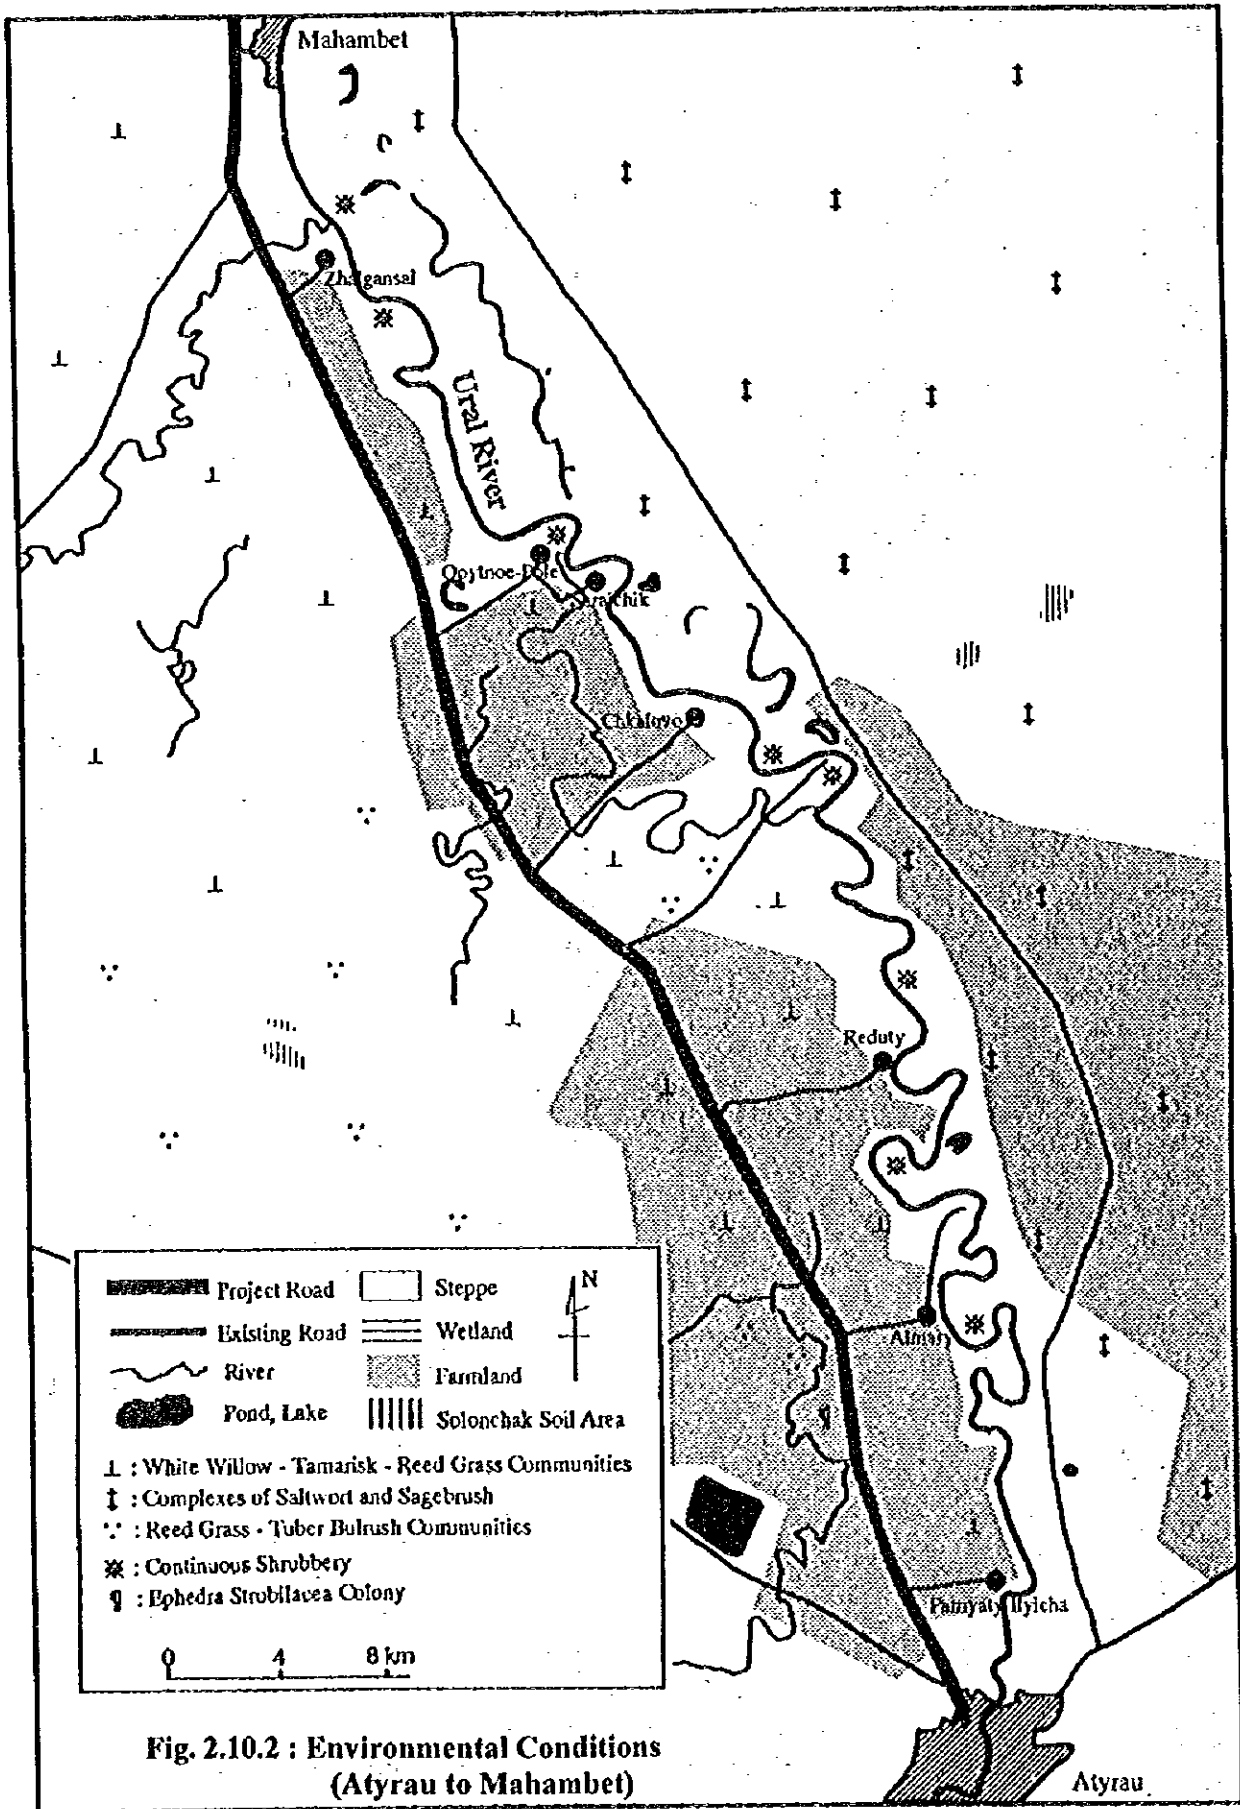 Mahambet
Zhalgansai
Ural River
Chkalovo
Reduty
Almaly
Pamyaty Ilyicha
Atyrau
Project Road
Steppe
N
Existing Road
Wetland
River
Farmland
Pond, Lake
Solonchak Soil Area
: White Willow - Tamarisk - Reed Grass Communities
: Complexes of Saltwort and Sagebrush
: Reed Grass - Tuber Bulrush Communities
: Continuous Shrubbery
: Ephedra Strobilacea Colony
0 4 8 km
Fig. 2.10.2 : Environmental Conditions
(Atyrau to Mahambet)